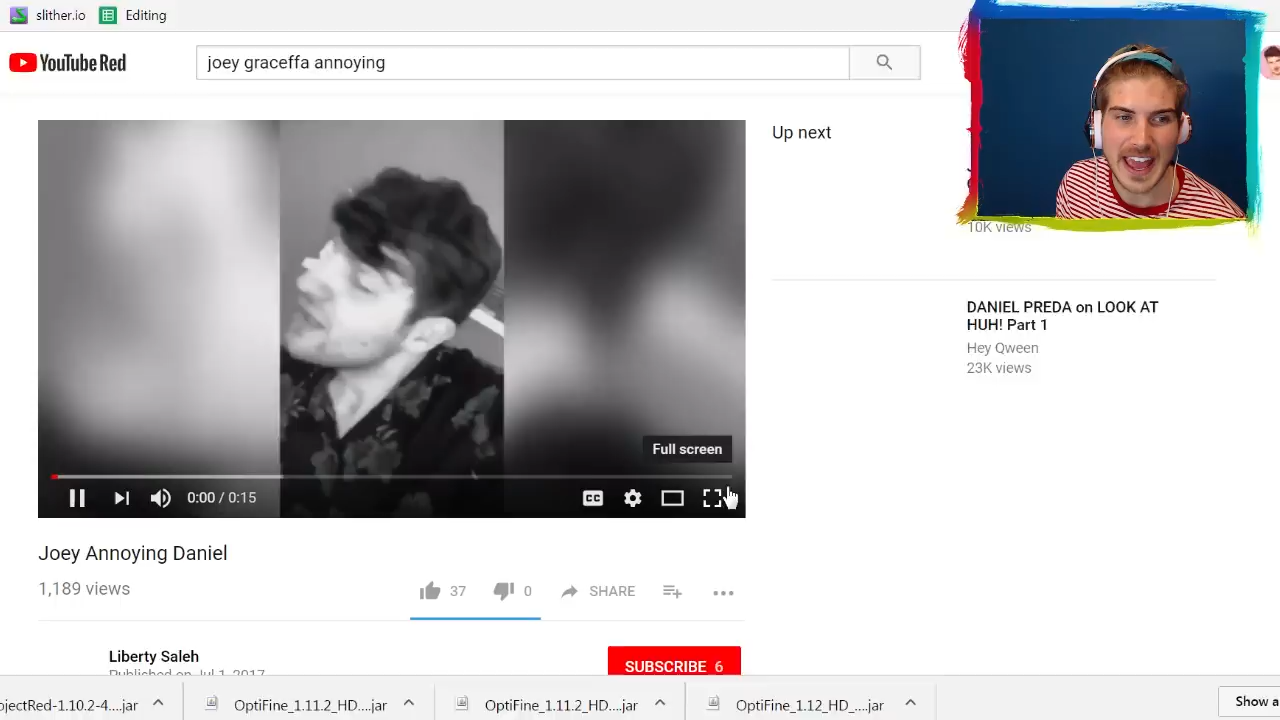 slither.io Editing
YouTube Red
joey graceffa annoying
Up next
10K views
DANIEL PREDA on LOOK AT
HUH! Part 1
Hey Qween
23K views
Full screen
0:00 / 0:15
CC
Joey Annoying Daniel
1,189 views
37
0
SHARE
Liberty Saleh
Published on Jul 1, 2017
SUBSCRIBE 6
ojectRed-1.10.2-4....jar
OptiFine_1.11.2_HD....jar
OptiFine_1.11.2_HD....jar
OptiFine_1.12_HD_....jar
Show a